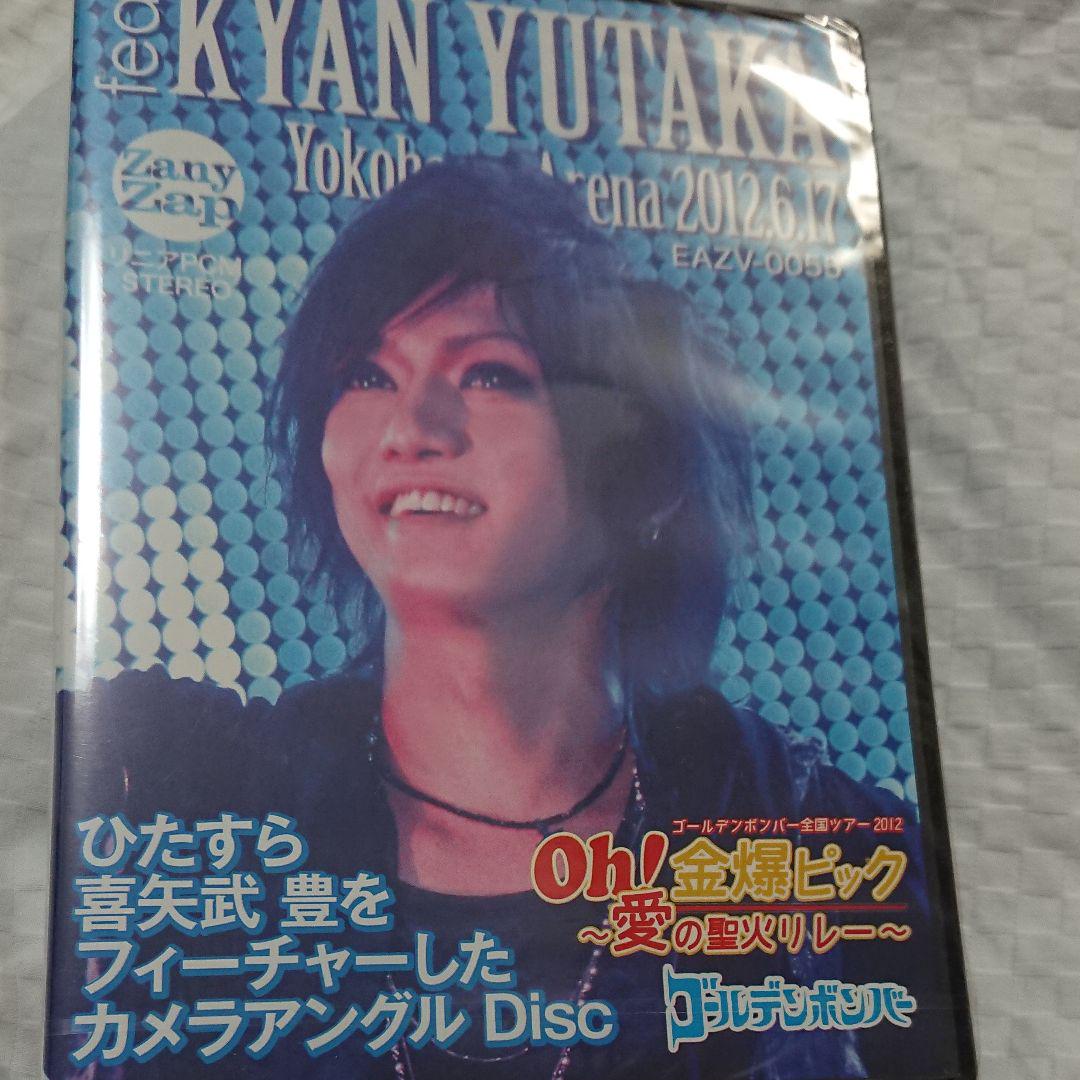 feat
KYAN YUTAKA
Zany
Zap
Arena 2012.6.17
リニアPCM
STEREO
EAZV-0055
ひたすら
喜矢武 豊を
フィーチャーした
カメラアングル Disc
ゴールデンボンバー全国ツアー2012
Oh!金爆ピック
～愛の聖火リレー～
ゴールデンボンバー